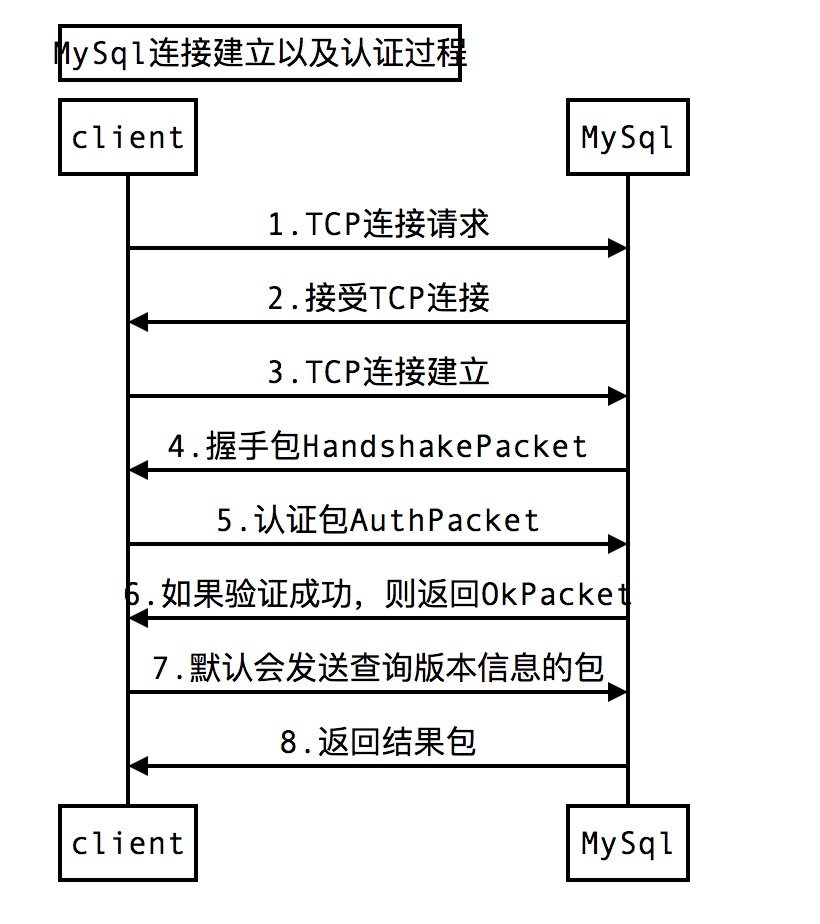 MySql连接建立以及认证过程
client
MySql
1.TCP连接请求
2.接受TCP连接
3.TCP连接建立
4.握手包HandshakePacket
5.认证包AuthPacket
6.如果验证成功，则返回OkPacket
7.默认会发送查询版本信息的包
8.返回结果包
client
MySql